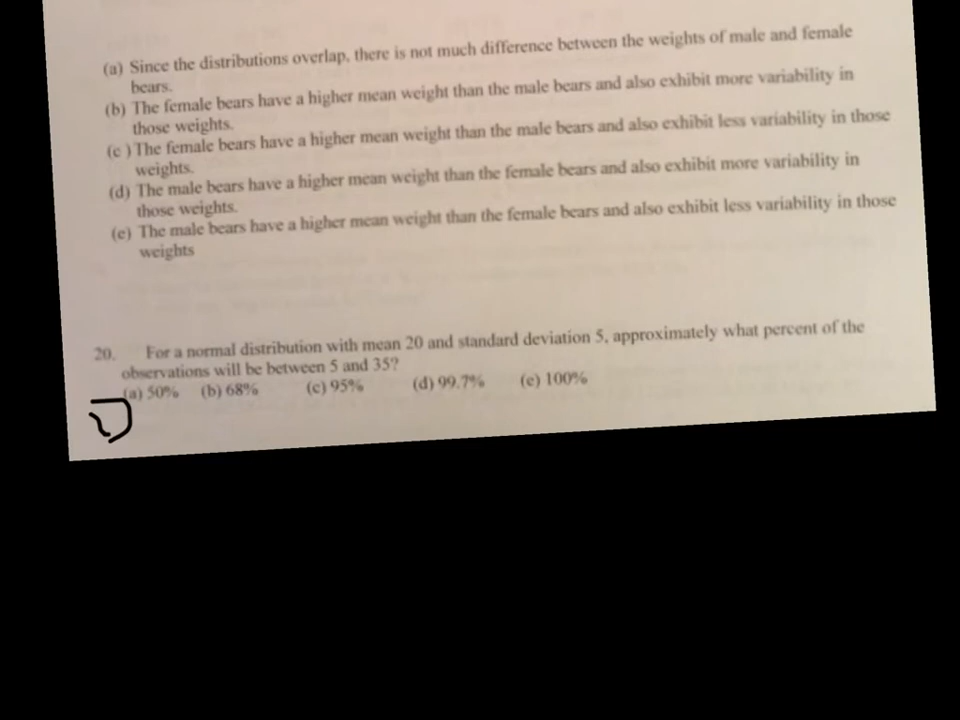 (a) Since the distributions overlap, there is not much difference between the weights of male and female
bears.
(b) The female bears have a higher mean weight than the male bears and also exhibit more variability in
those weights.
(c ) The female bears have a higher mean weight than the male bears and also exhibit less variability in those
weights.
(d) The male bears have a higher mean weight than the female bears and also exhibit more variability in
those weights.
(e) The male bears have a higher mean weight than the female bears and also exhibit less variability in those
weights
20. For a normal distribution with mean 20 and standard deviation 5, approximately what percent of the
observations will be between 5 and 35?
(a) 50% (b) 68% (c) 95% (d) 99.7% (e) 100%